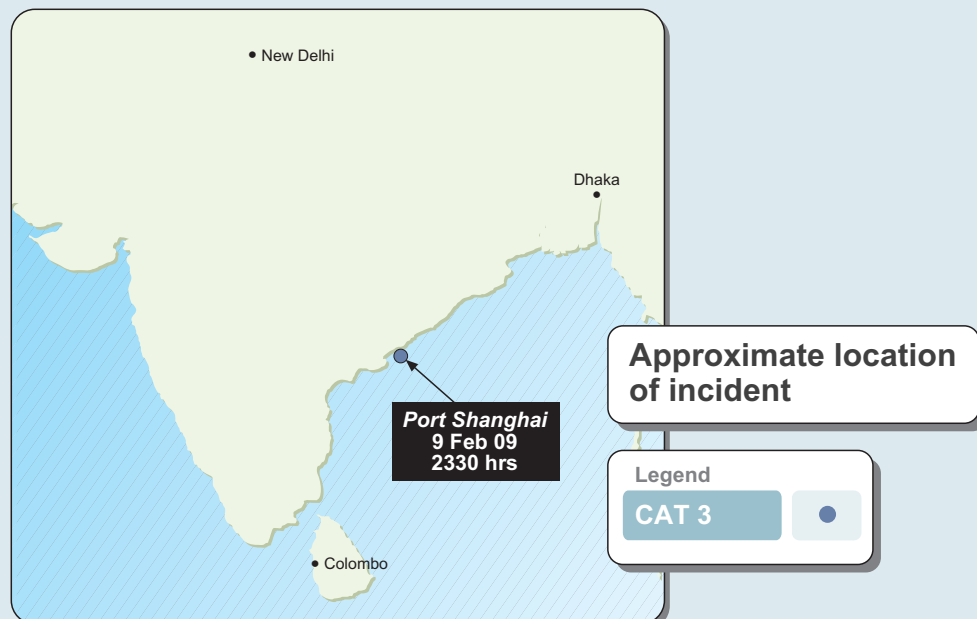 New Delhi
Dhaka
Port Shanghai
9 Feb 09
2330 hrs
Colombo
Approximate location
of incident
Legend
CAT 3